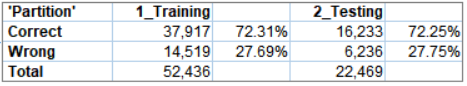 'Partition' 1_Training 2_Testing
Correct 37,917 72.31% 16,233 72.25%
Wrong 14,519 27.69% 6,236 27.75%
Total 52,436 22,469